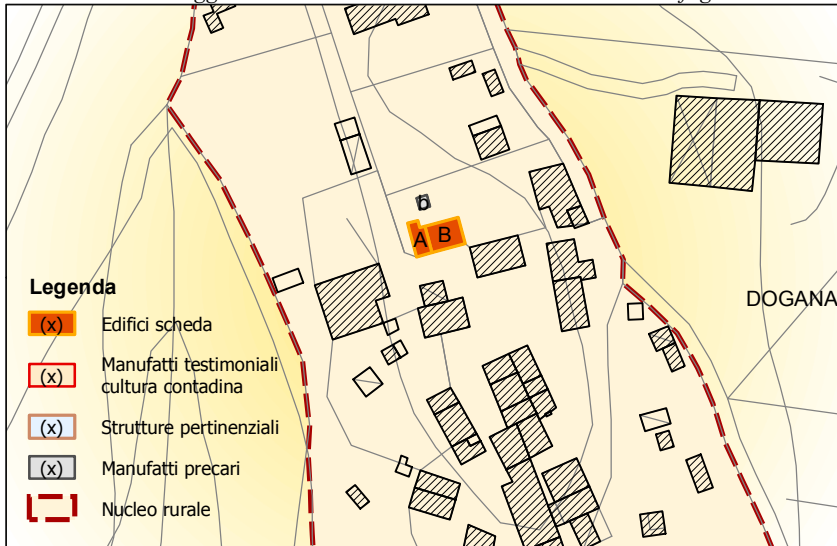 b
A B
DOGANA
Legenda
(x) Edifici scheda
(x) Manufatti testimoniali
cultura contadina
(x) Strutture pertinenziali
(x) Manufatti precari
Nucleo rurale